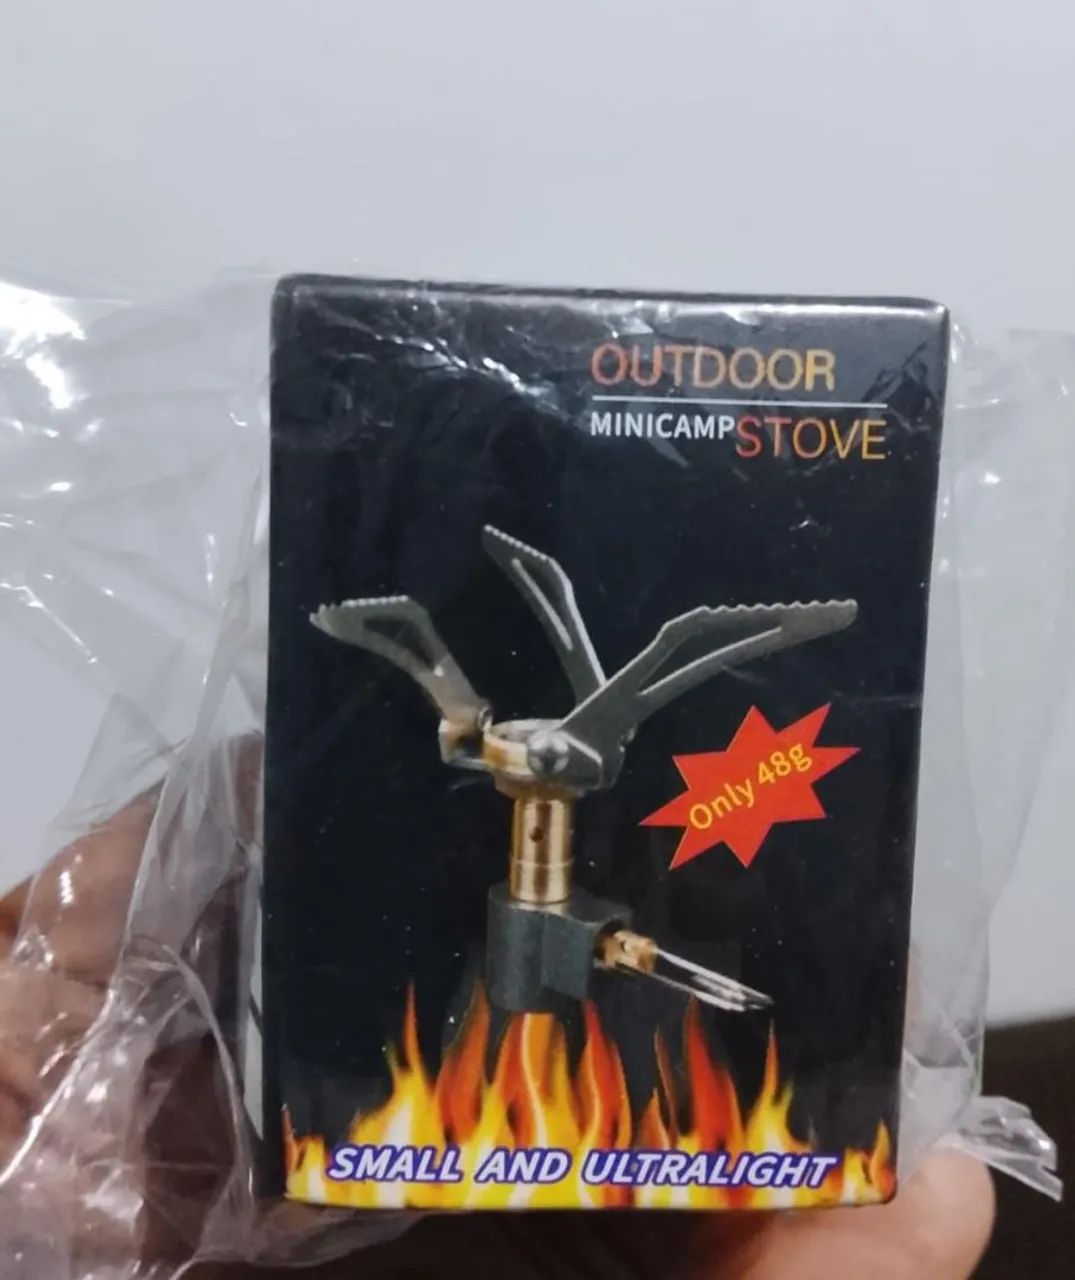 OUTDOOR
MINICAMPSTOVE
Only 48g
SMALL AND ULTRALIGHT